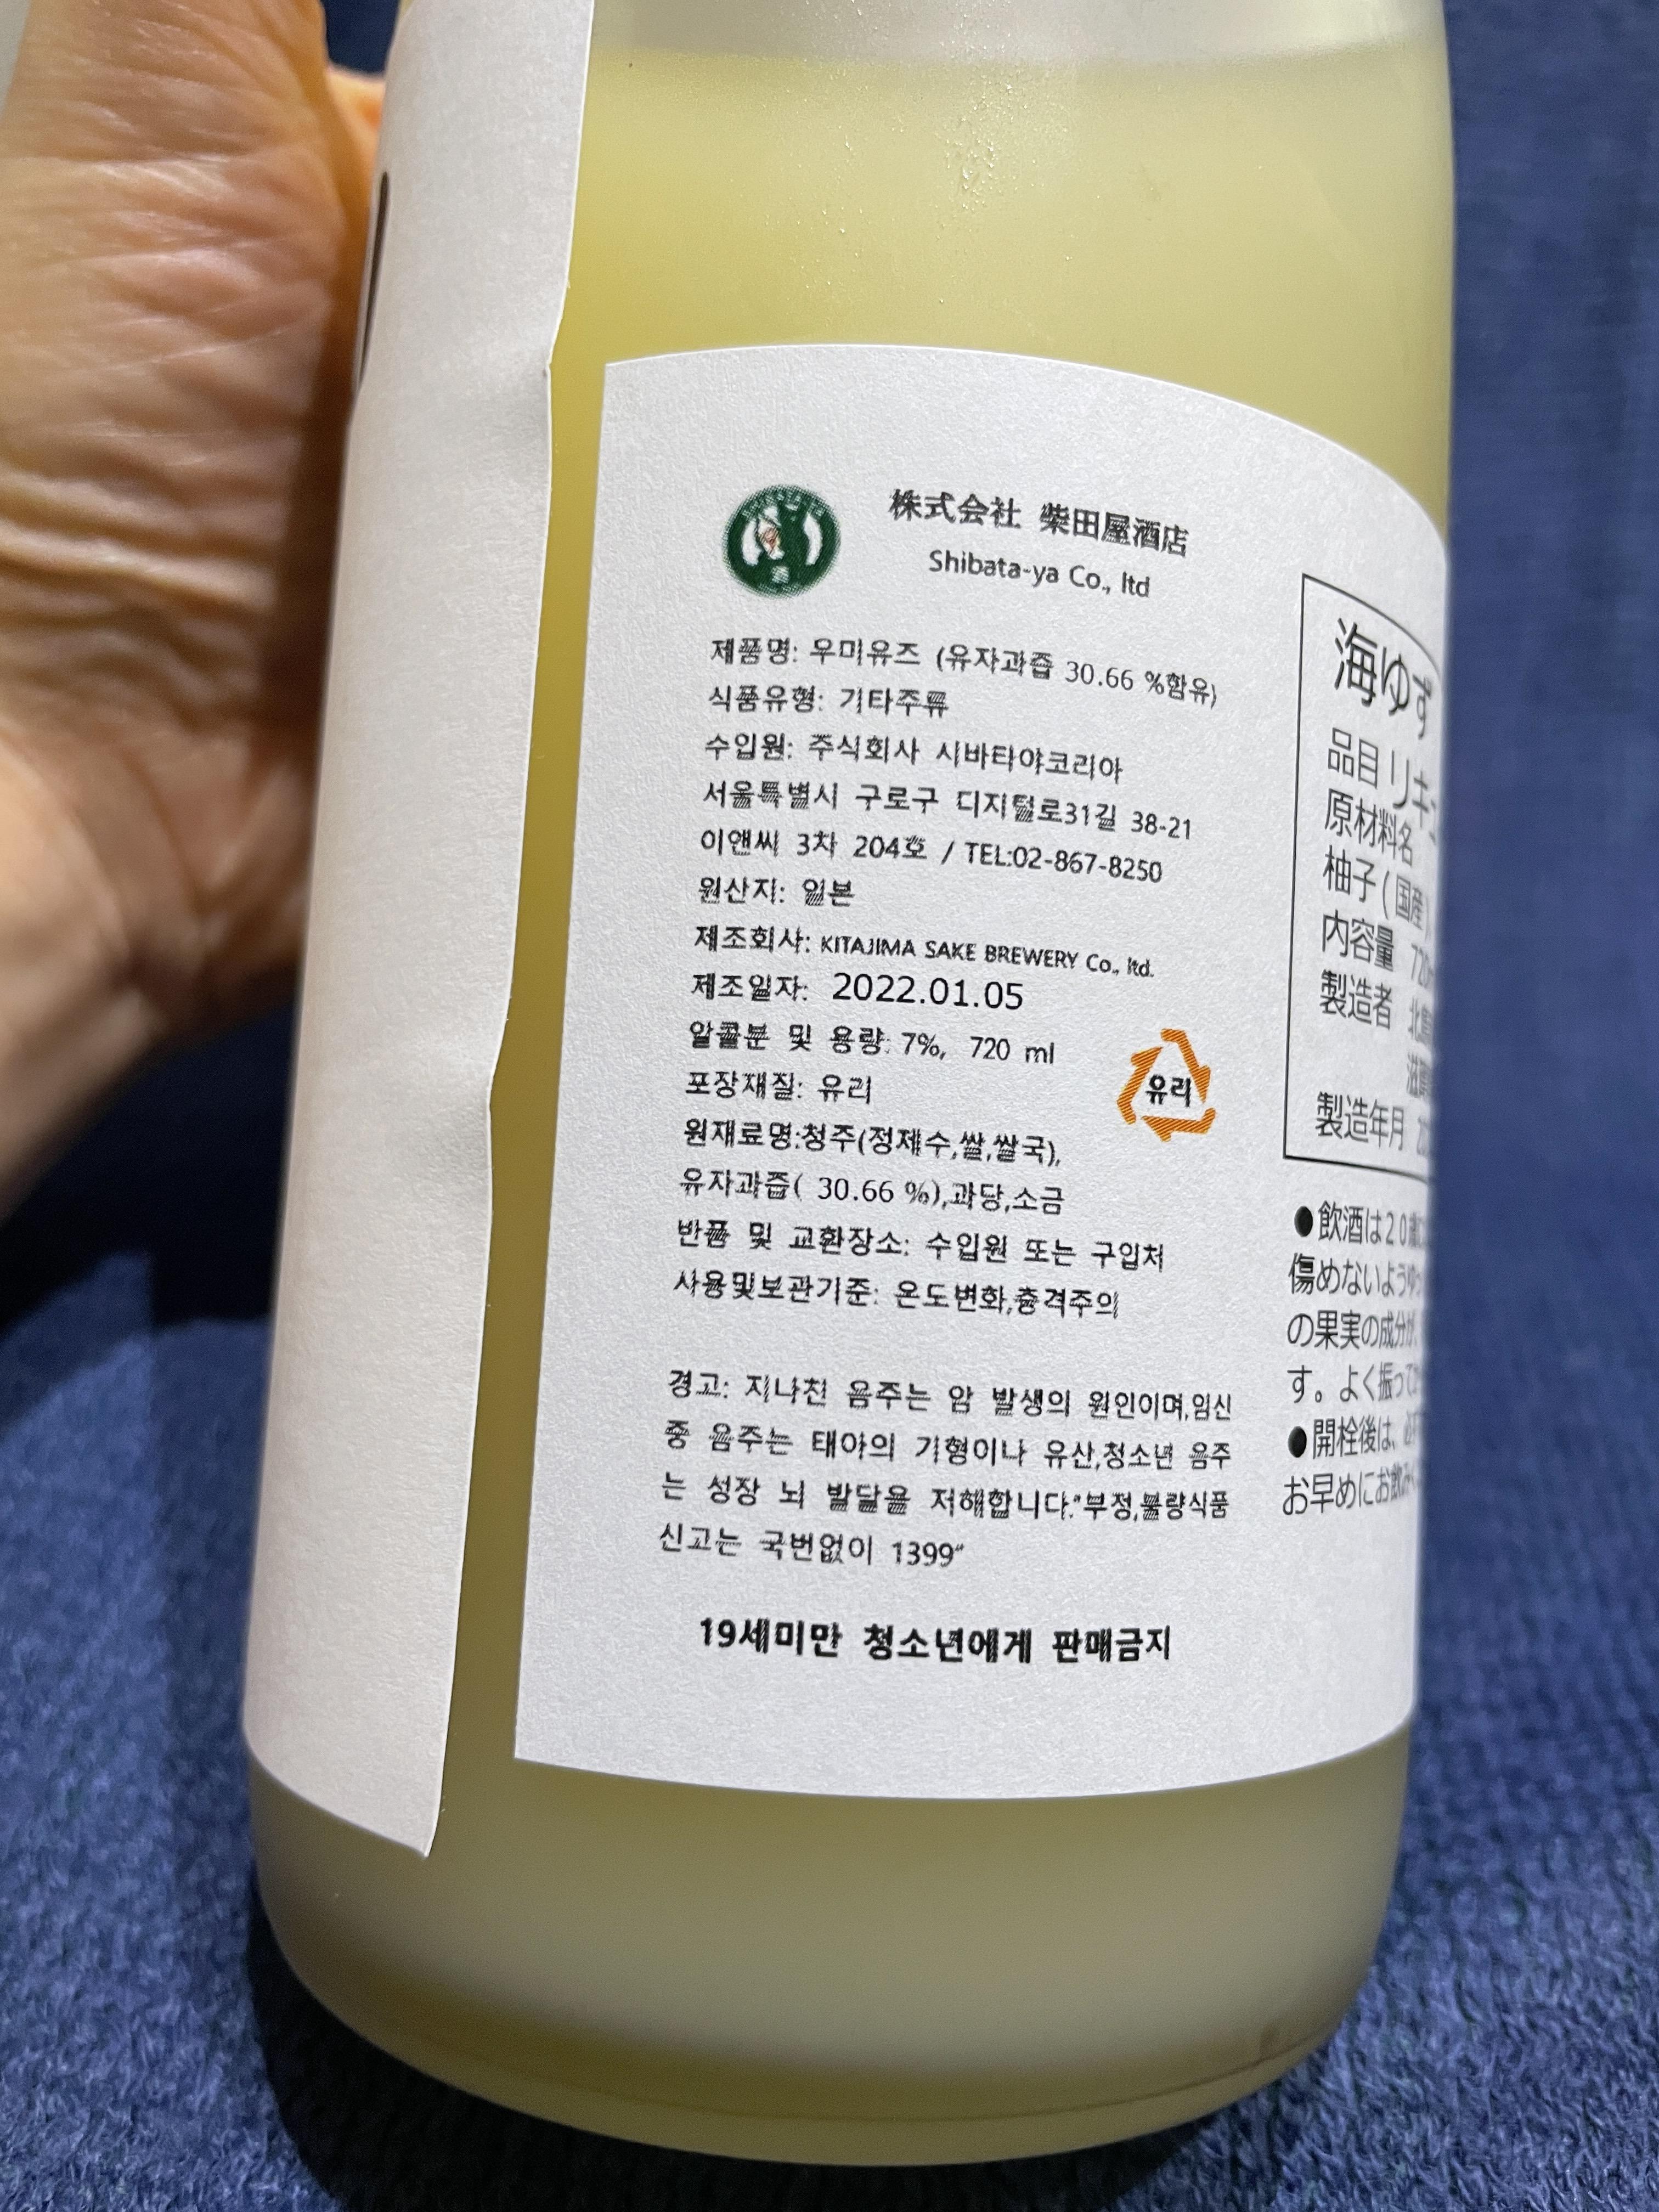 株式会社 柴田屋酒店
Shibata-ya Co., ltd
제품명: 우미유즈 (유자과즙 30.66 %함유)
식품유형: 기타주류
수입원: 주식회사 시바타야코리아
서울특별시 구로구 디지털로31길 38-21
이앤씨 3차 204호 / TEL:02-867-8250
원산지: 일본
제조회사: KITAJIMA SAKE BREWERY Co., ltd.
제조일자: 2022.01.05
알콜분 및 용량: 7%, 720 ml
포장재질: 유리
유리
원재료명:청주(정제수,쌀,쌀국),
유자과즙( 30.66 %),과당,소금
반품 및 교환장소: 수입원 또는 구입처
사용및보관기준: 온도변화,충격주의
경고: 지나친 음주는 암 발생의 원인이며,임신
중 음주는 태아의 기형이나 유산,청소년 음주
는 성장 뇌 발달을 저해합니다."부정,불량식품
신고는 국번없이 1399"
19세미만 청소년에게 판매금지
海ゆず
品目
原材料名
柚子(国産)
内容量
製造者
製造年月
●飲酒は20歳
傷めないよう
の果実の成分が、
す。よく振って
●開栓後は、
お早めにお飲み